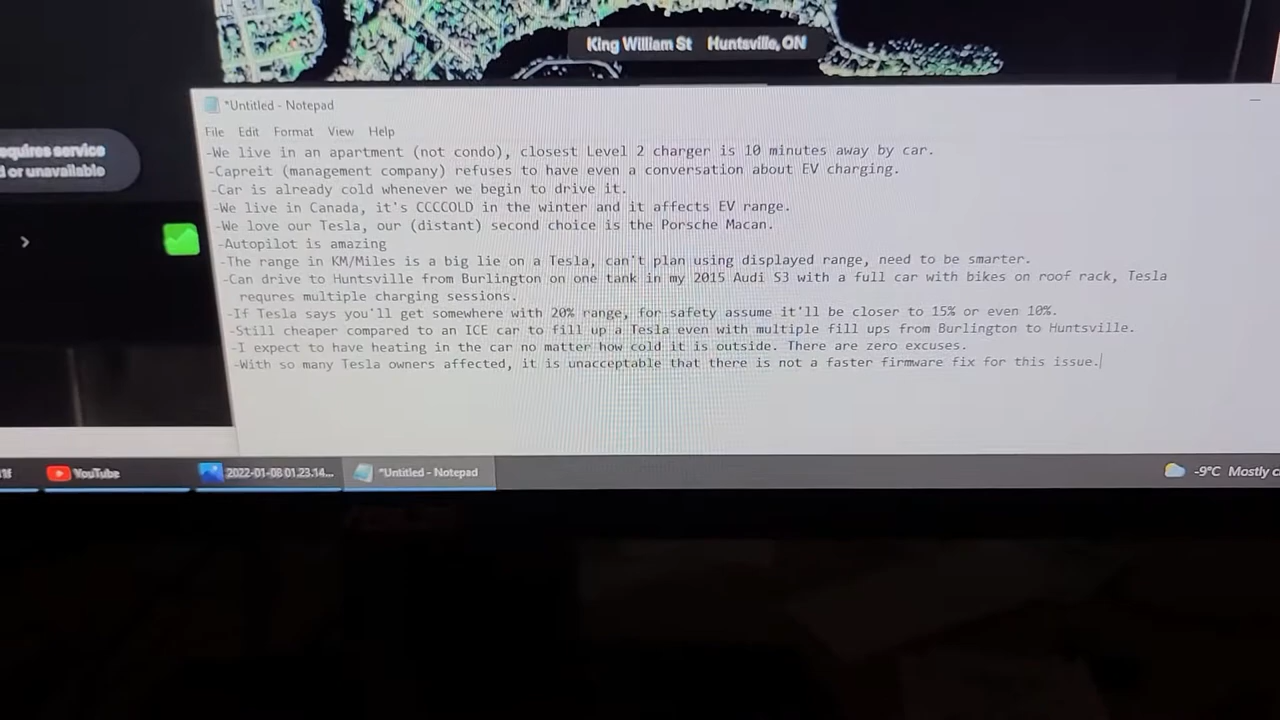 King William St Huntsville, ON
*Untitled - Notepad
File Edit Format View Help
equires service
d or unavailable
-We live in an apartment (not condo), closest Level 2 charger is 10 minutes away by car.
-Capreit (management company) refuses to have even a conversation about EV charging.
-Car is already cold whenever we begin to drive it.
-We live in Canada, it's CCCCOLD in the winter and it affects EV range.
-We love our Tesla, our (distant) second choice is the Porsche Macan.
-Autopilot is amazing
-The range in KM/Miles is a big lie on a Tesla, can't plan using displayed range, need to be smarter.
-Can drive to Huntsville from Burlington on one tank in my 2015 Audi S3 with a full car with bikes on roof rack, Tesla
requres multiple charging sessions.
-If Tesla says you'll get somewhere with 20% range, for safety assume it'll be closer to 15% or even 10%.
-Still cheaper compared to an ICE car to fill up a Tesla even with multiple fill ups from Burlington to Huntsville.
-I expect to have heating in the car no matter how cold it is outside. There are zero excuses.
-With so many Tesla owners affected, it is unacceptable that there is not a faster firmware fix for this issue.
YouTube 2022-01-08 01.23.14... *Untitled - Notepad -9°C Mostly c